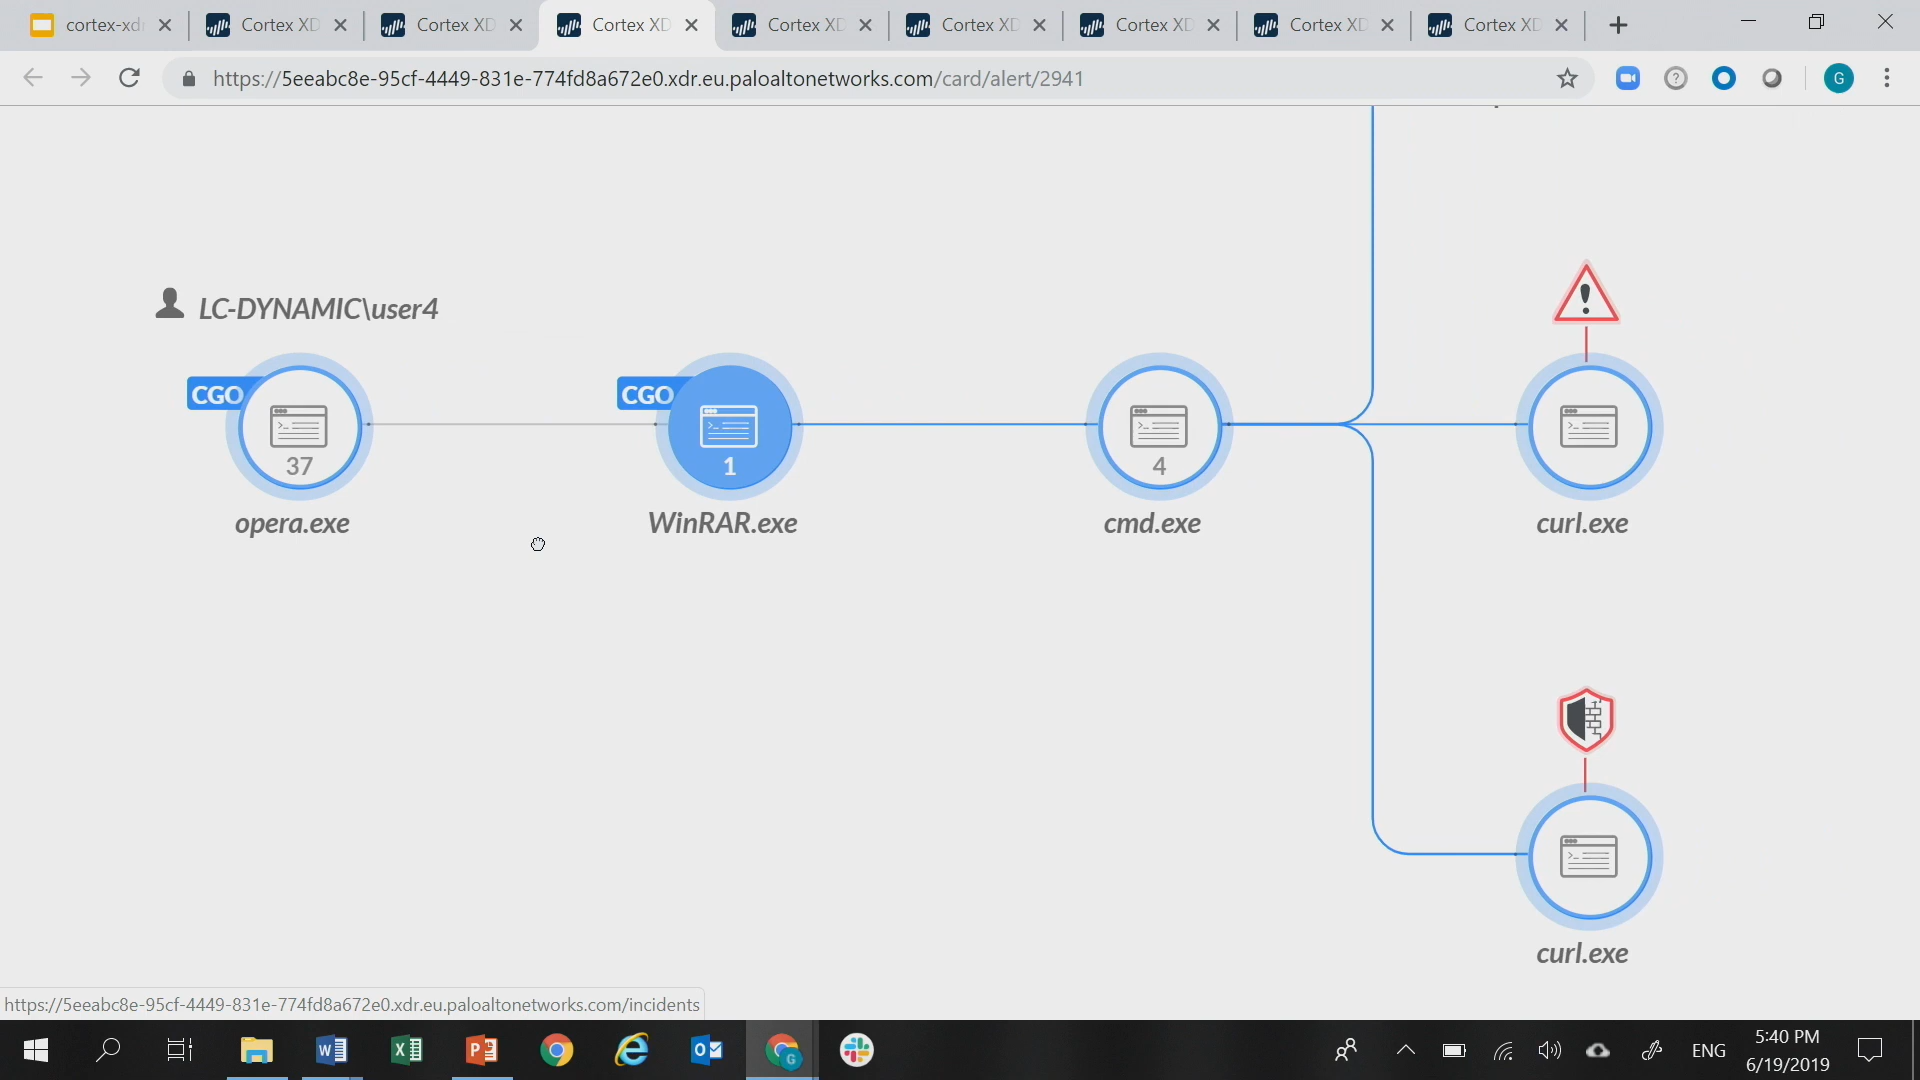 cortex-xdr
Cortex XD
Cortex XD
Cortex XD
Cortex XD
Cortex XD
Cortex XD
Cortex XD
Cortex XD
https://5eeabc8e-95cf-4449-831e-774fd8a672e0.xdr.eu.paloaltonetworks.com/card/alert/2941
G
LC-DYNAMIC\user4
CGO
CGO
37
1
4
opera.exe
WinRAR.exe
cmd.exe
curl.exe
curl.exe
https://5eeabc8e-95cf-4449-831e-774fd8a672e0.xdr.eu.paloaltonetworks.com/incidents
ENG
5:40 PM
6/19/2019